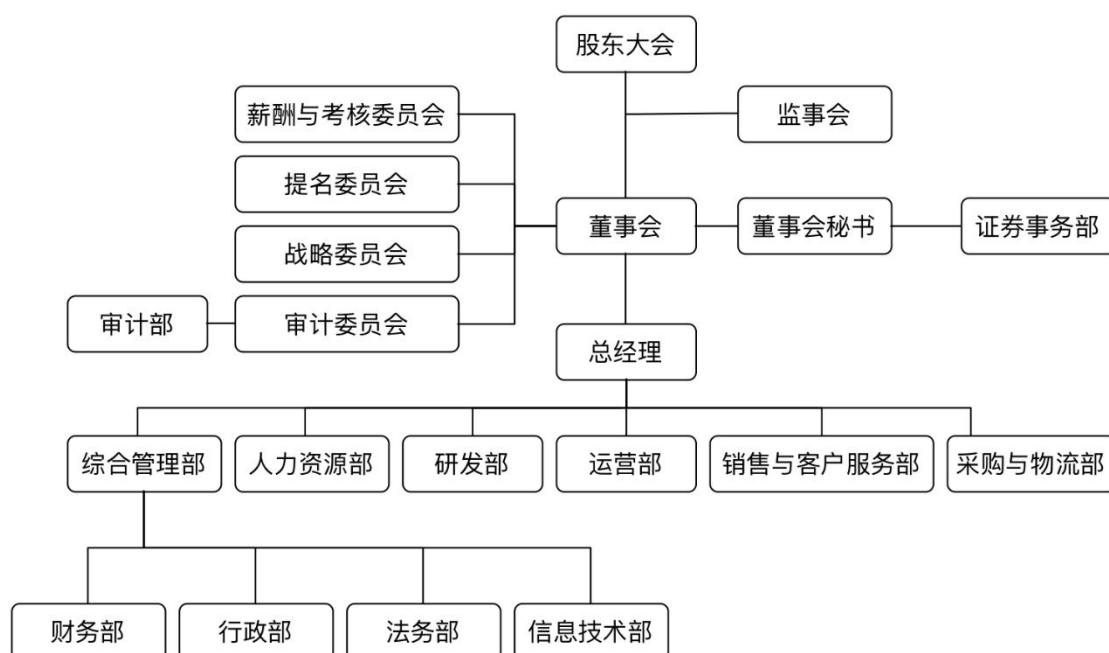 股东大会
薪酬与考核委员会
监事会
提名委员会
董事会
董事会秘书
证券事务部
战略委员会
审计部
审计委员会
总经理
综合管理部
人力资源部
研发部
运营部
销售与客户服务部
采购与物流部
财务部
行政部
法务部
信息技术部